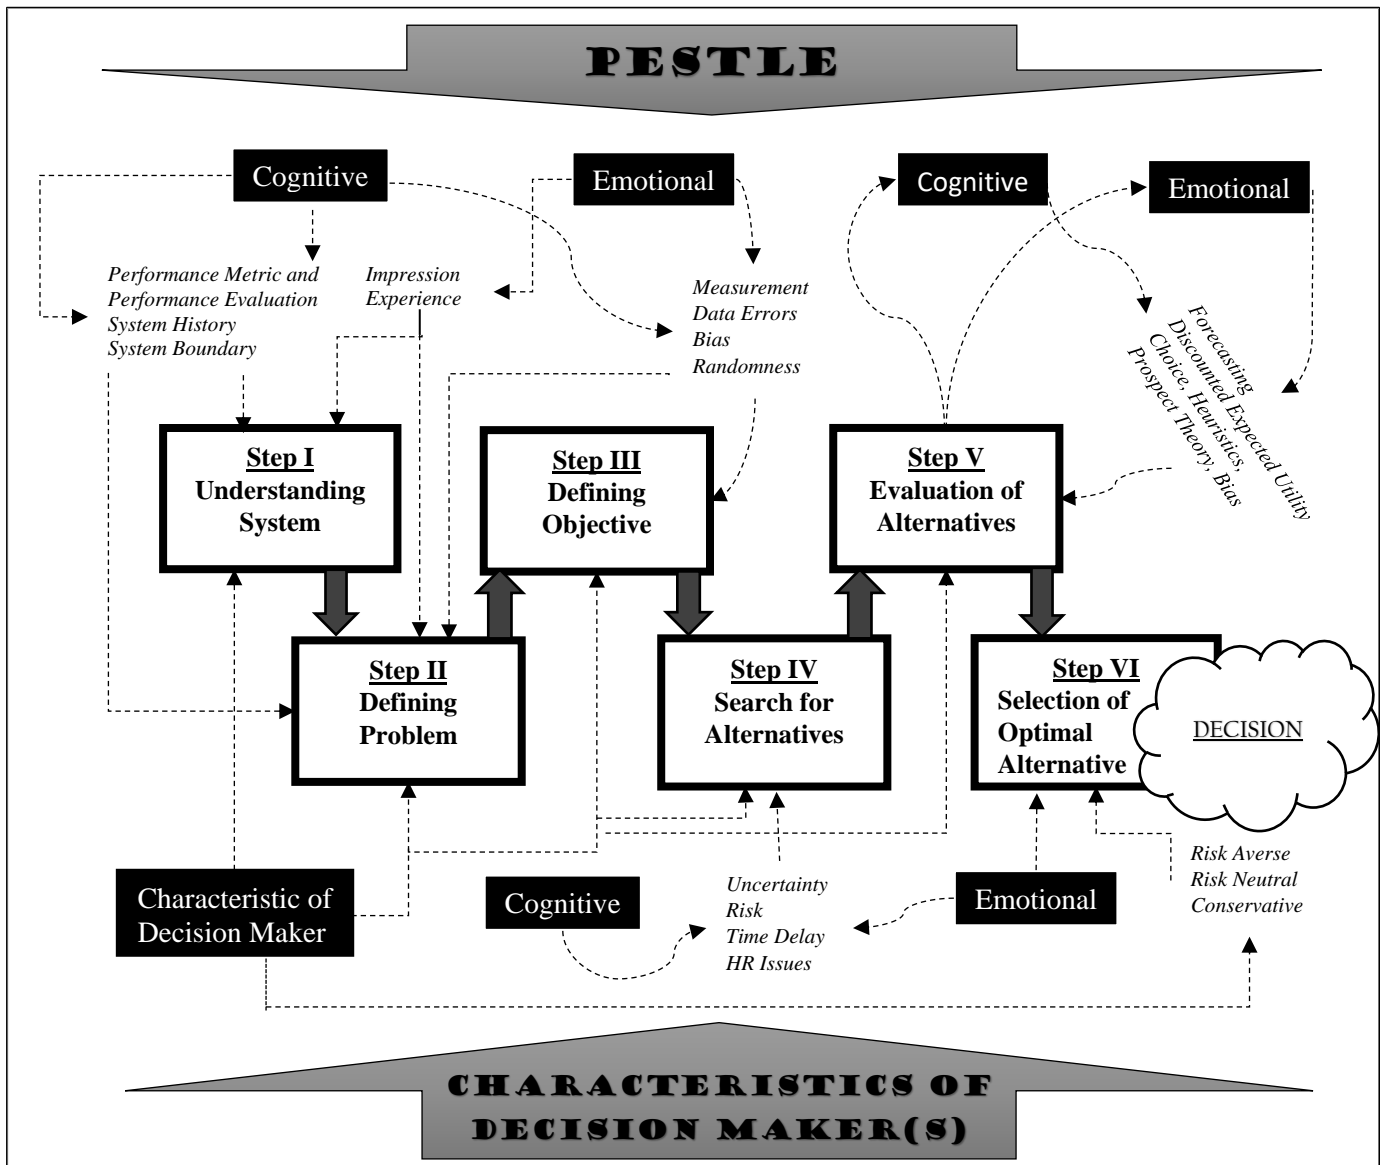 PESTLE
Cognitive
Emotional
Cognitive
Emotional
Performance Metric and
Performance Evaluation
System History
System Boundary
Impression
Experience
Measurement
Data Errors
Bias
Randomness
Forecasting
Discounted Expected Utility
Choice, Heuristics,
Prospect Theory, Bias
Step I
Understanding
System
Step III
Defining
Objective
Step V
Evaluation of
Alternatives
Step II
Defining
Problem
Step IV
Search for
Alternatives
Step VI
Selection of
Optimal
Alternative
DECISION
Characteristic of
Decision Maker
Cognitive
Uncertainty
Risk
Time Delay
HR Issues
Emotional
Risk Averse
Risk Neutral
Conservative
CHARACTERISTICS OF
DECISION MAKER(S)